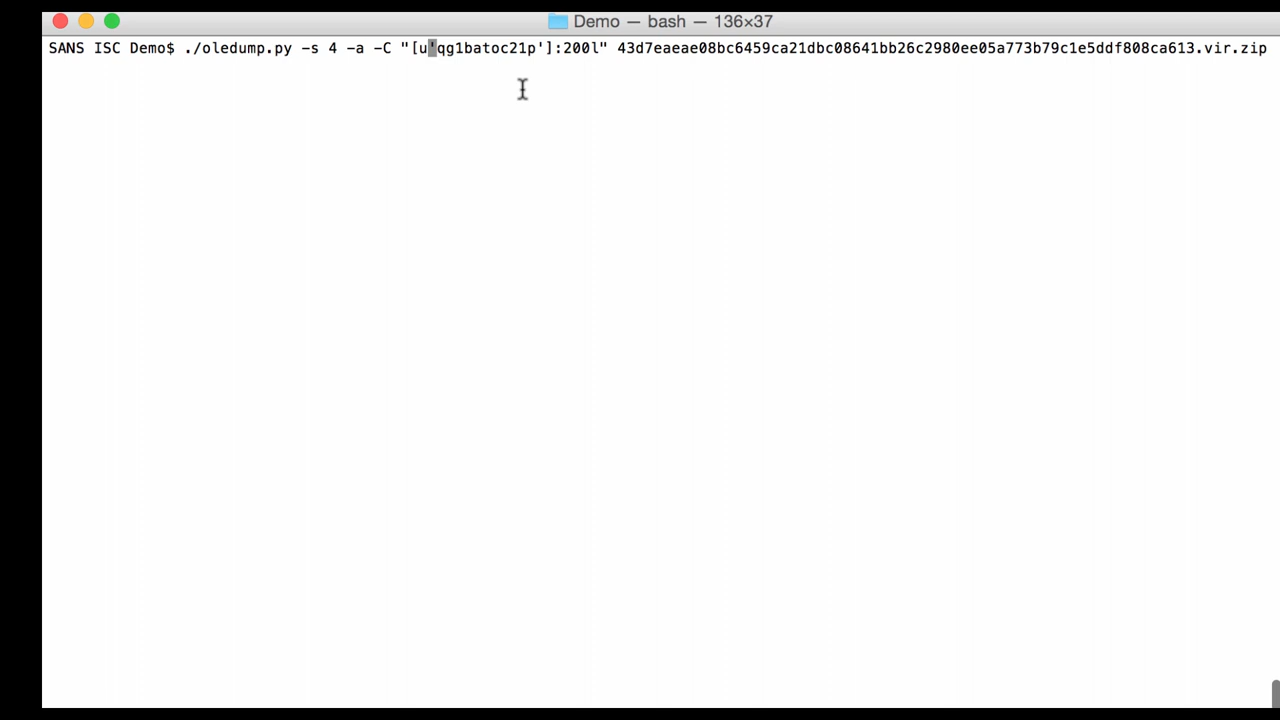 Demo — bash — 136×37
SANS ISC Demo$ ./oledump.py -s 4 -a -C "[u'qg1batoc21p']:200l" 43d7eaeae08bc6459ca21dbc08641bb26c2980ee05a773b79c1e5ddf808ca613.vir.zip